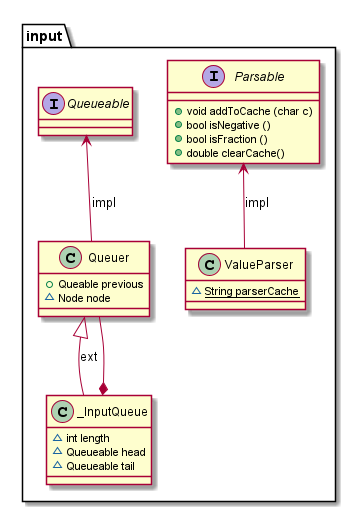 input
I Queueable
I Parsable
void addToCache (char c)
bool isNegative ()
bool isFraction ()
double clearCache()
impl
impl
C Queuer
Queable previous
Node node
C ValueParser
String parserCache
ext
C _InputQueue
int length
Queueable head
Queueable tail